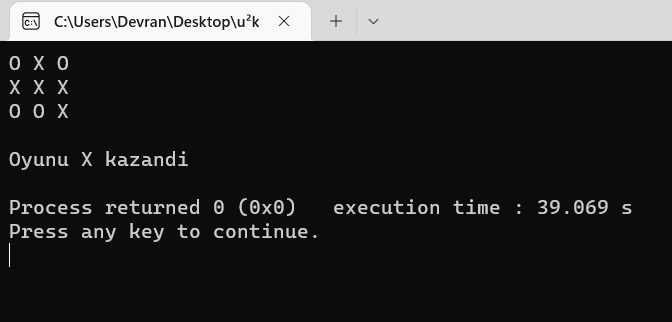 C:\Users\Devran\Desktop\u²k
O X O
X X X
O O X
Oyunu X kazandi
Process returned 0 (0x0)   execution time : 39.069 s
Press any key to continue.